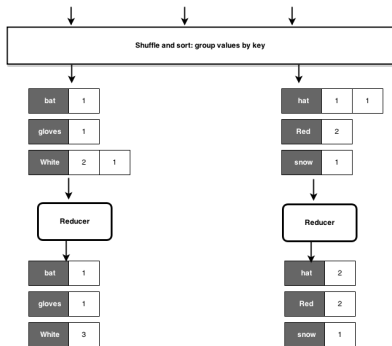 Shuffle and sort: group values by key
bat 1
hat 1 1
gloves 1
Red 2
White 2 1
snow 1
Reducer
Reducer
bat 1
hat 2
gloves 1
Red 2
White 3
snow 1